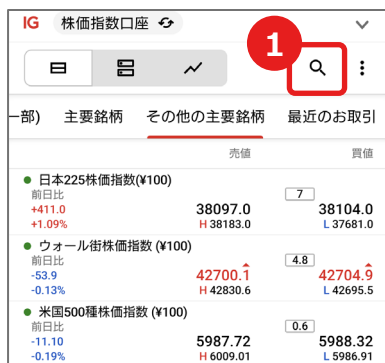 IG 株価指数口座
1
一部) 主要銘柄 その他の主要銘柄 最近のお取引
売値 買値
日本225株価指数(¥100)
前日比 7
+411.0 38097.0 38104.0
+1.09% H 38183.0 L 37681.0
ウォール街株価指数 (¥100)
前日比 4.8
-53.9 42700.1 42704.9
-0.13% H 42830.6 L 42695.5
米国500種株価指数 (¥100)
前日比 0.6
-11.10 5987.72 5988.32
-0.19% H 6009.01 L 5986.91